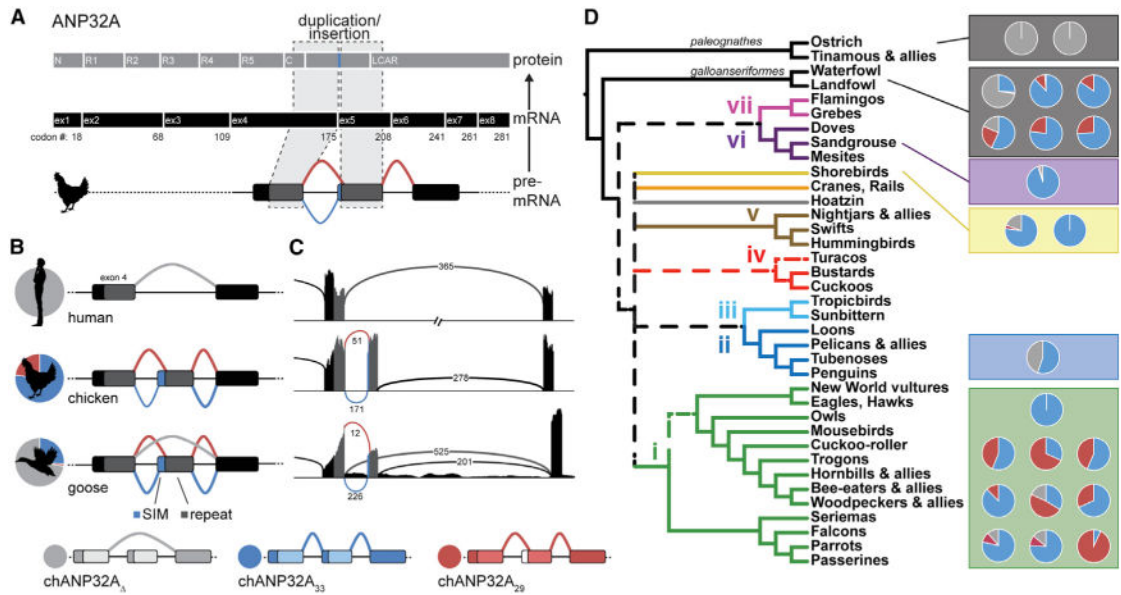 A
ANP32A
duplication/
insertion
N R1 R2 R3 R4 R5 C LCAR protein
ex1 ex2 ex3 ex4 ex5 ex6 ex7 ex8 mRNA
codon #: 18 68 109 175 208 241 261 281
pre-
mRNA
B
exon 4
human
chicken
goose
SIM repeat
C
365
51
278
171
12
525
201
226
chANP32AΔ chANP32A33 chANP32A29
D
paleognathes
Ostrich
Tinamous & allies
galloanseriformes
Waterfowl
Landfowl
vii
Flamingos
Grebes
vi
Doves
Sandgrouse
Mesites
Shorebirds
Cranes, Rails
Hoatzin
v
Nightjars & allies
Swifts
Hummingbirds
iv
Turacos
Bustards
Cuckoos
iii
Tropicbirds
Sunbittern
ii
Loons
Pelicans & allies
Tubenoses
Penguins
i
New World vultures
Eagles, Hawks
Owls
Mousebirds
Cuckoo-roller
Trogons
Hornbills & allies
Bee-eaters & allies
Woodpeckers & allies
Seriemas
Falcons
Parrots
Passerines